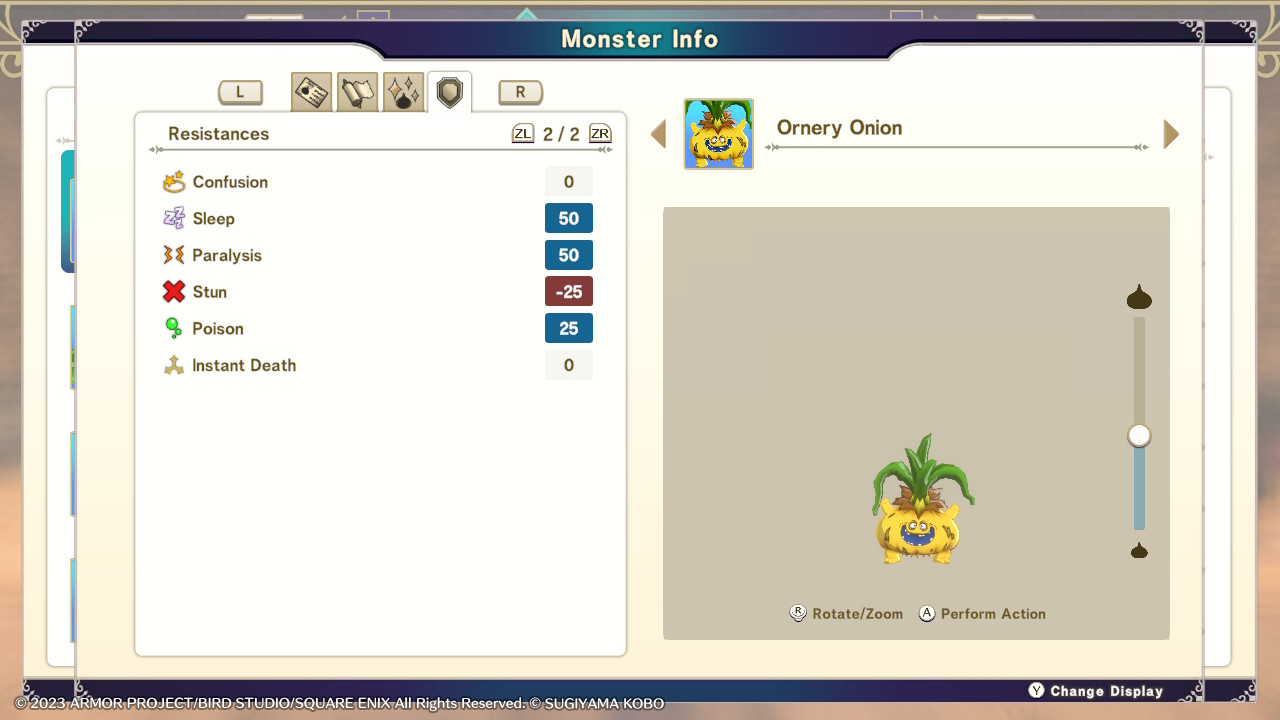 Monster Info
L
R
Resistances
ZL 2 / 2 ZR
Confusion 0
Sleep 50
Paralysis 50
Stun -25
Poison 25
Instant Death 0
Ornery Onion
R Rotate/Zoom A Perform Action
Y Change Display
© 2023 ARMOR PROJECT/BIRD STUDIO/SQUARE ENIX All Rights Reserved. © SUGIYAMA KOBO